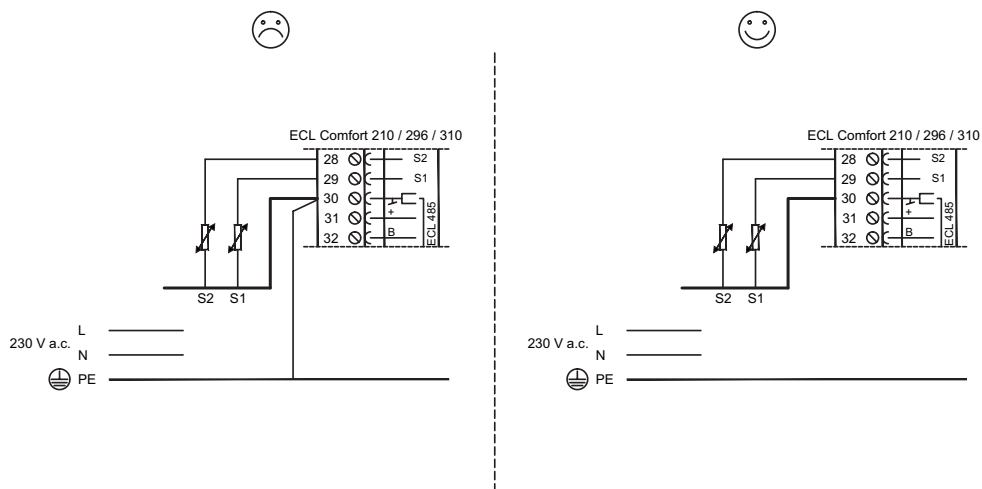 ECL Comfort 210 / 296 / 310
28 S2
29 S1
30
31 +
32 B
ECL 485
S2 S1
L
230 V a.c.
N
PE
ECL Comfort 210 / 296 / 310
28 S2
29 S1
30
31 +
32 B
ECL 485
S2 S1
L
230 V a.c.
N
PE